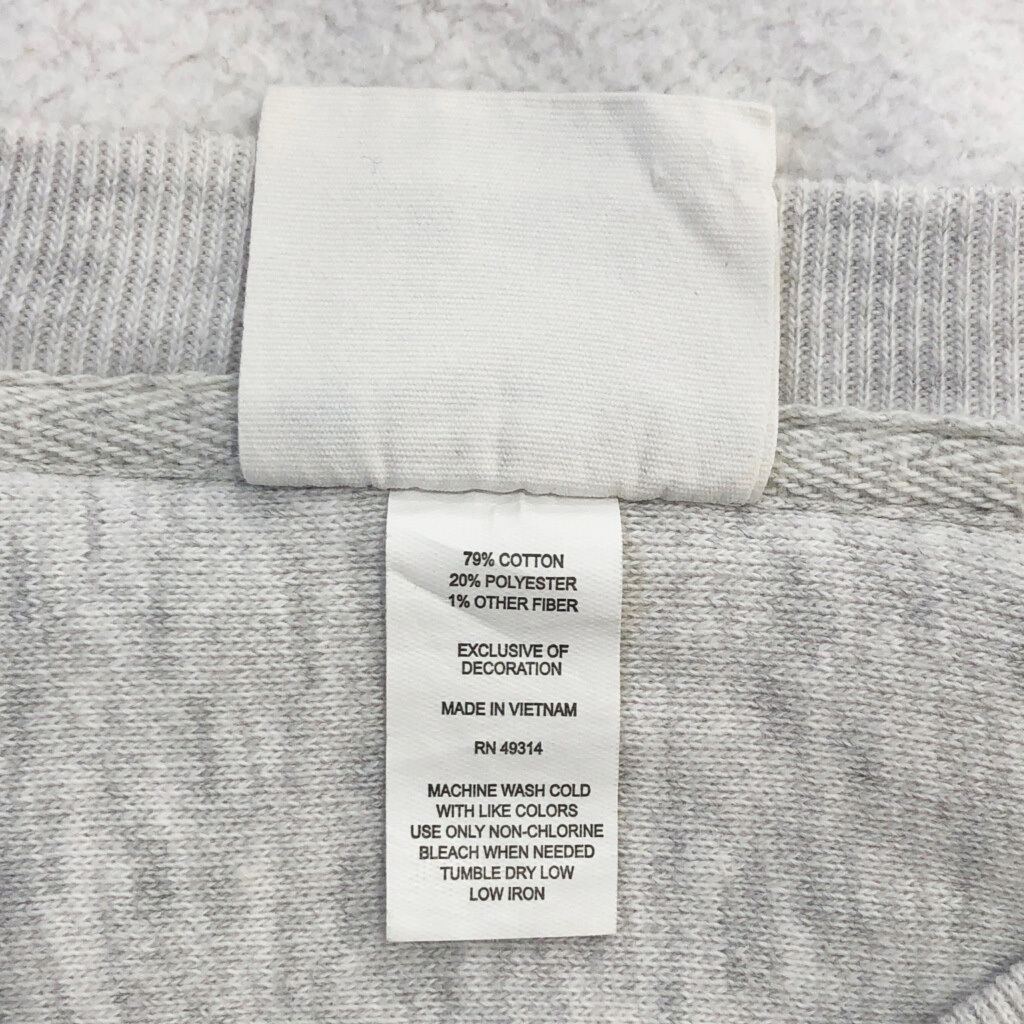 79% COTTON
20% POLYESTER
1% OTHER FIBER
EXCLUSIVE OF
DECORATION
MADE IN VIETNAM
RN 49314
MACHINE WASH COLD
WITH LIKE COLORS
USE ONLY NON-CHLORINE
BLEACH WHEN NEEDED
TUMBLE DRY LOW
LOW IRON